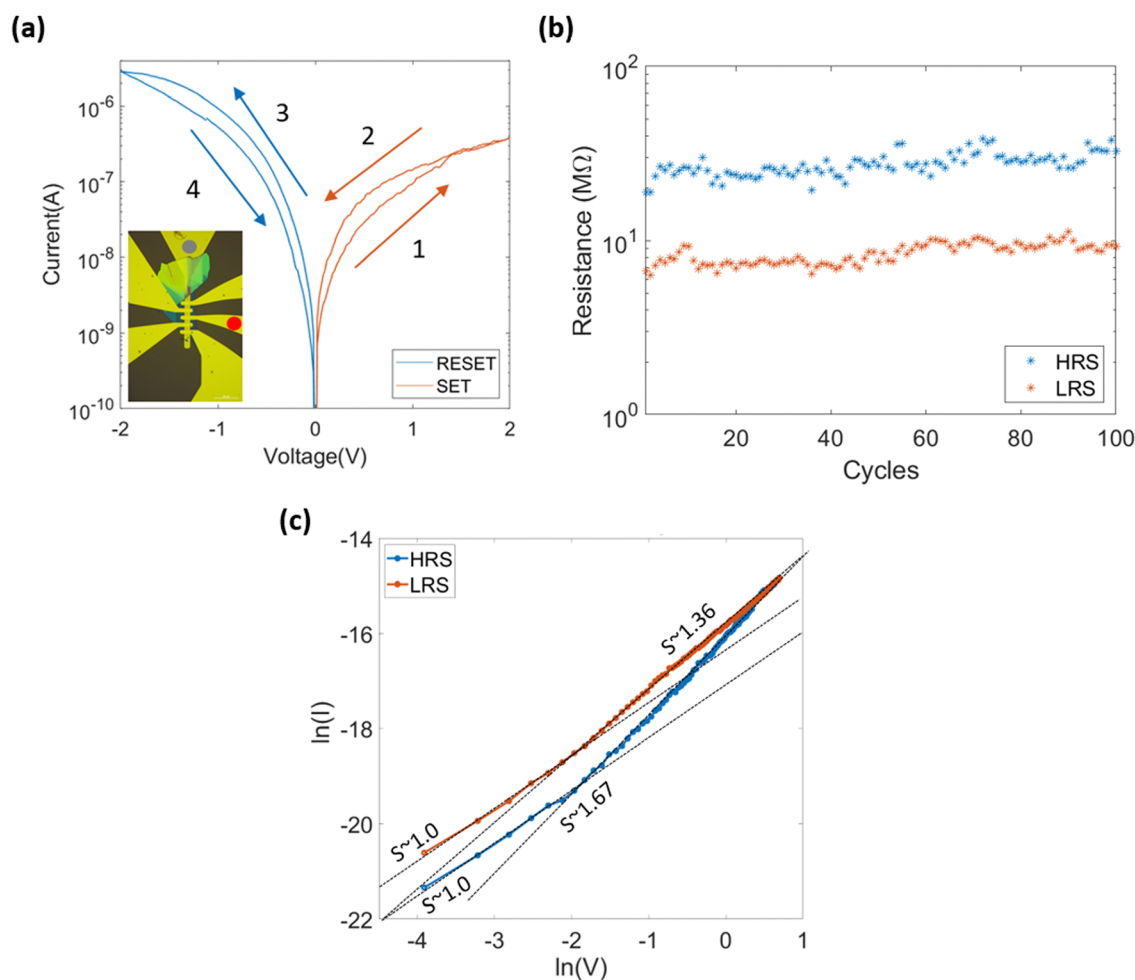 (a)
Current(A)
10^-6
10^-7
10^-8
10^-9
10^-10
3
2
4
1
RESET
SET
-2
-1
0
1
2
Voltage(V)
(b)
Resistance (MΩ)
10^2
10^1
10^0
HRS
LRS
20
40
60
80
100
Cycles
(c)
ln(I)
-14
-16
-18
-20
-22
HRS
LRS
S~1.36
S~1.67
S~1.0
S~1.0
-4
-3
-2
-1
0
1
ln(V)